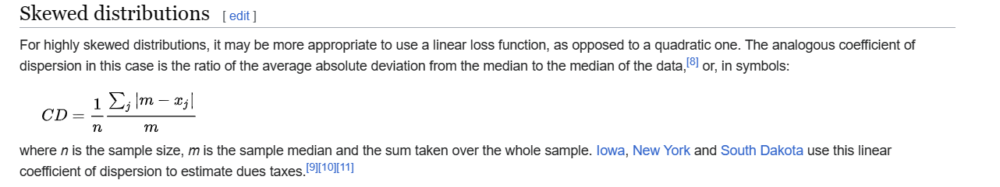 Skewed distributions [ edit ]
For highly skewed distributions, it may be more appropriate to use a linear loss function, as opposed to a quadratic one. The analogous coefficient of
dispersion in this case is the ratio of the average absolute deviation from the median to the median of the data,[8] or, in symbols:
CD = \frac{1}{n} \frac{\sum_j |m − x_j|}{m}
where n is the sample size, m is the sample median and the sum taken over the whole sample. Iowa, New York and South Dakota use this linear
coefficient of dispersion to estimate dues taxes.[9][10][11]